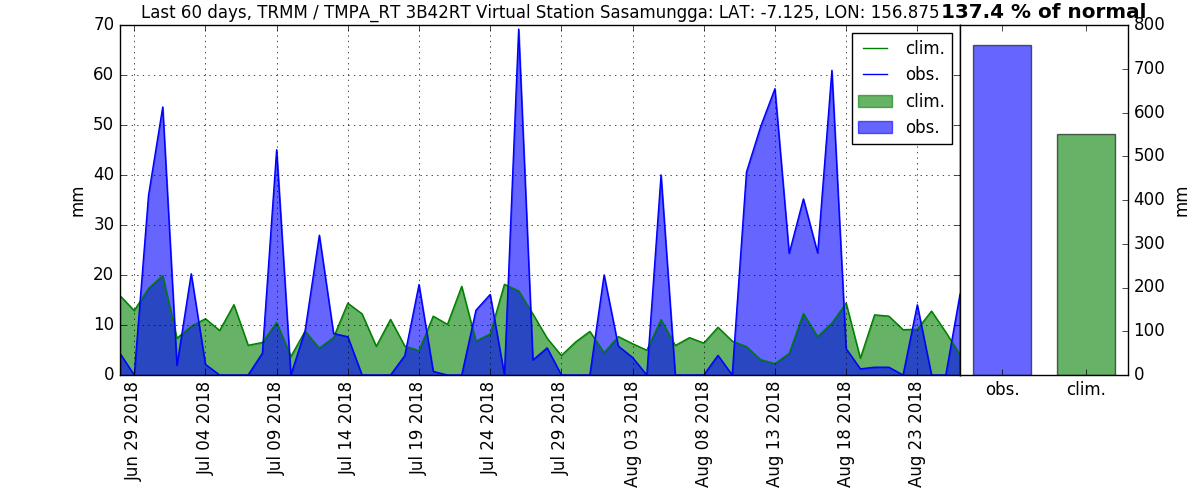 Last 60 days, TRMM / TMPA_RT 3B42RT Virtual Station Sasamungga: LAT: -7.125, LON: 156.875
137.4 % of normal
70
60
50
40
30
20
10
0
mm
clim.
obs.
clim.
obs.
Jun 29 2018
Jul 04 2018
Jul 09 2018
Jul 14 2018
Jul 19 2018
Jul 24 2018
Jul 29 2018
Aug 03 2018
Aug 08 2018
Aug 13 2018
Aug 18 2018
Aug 23 2018
800
700
600
500
400
300
200
100
0
mm
obs.
clim.